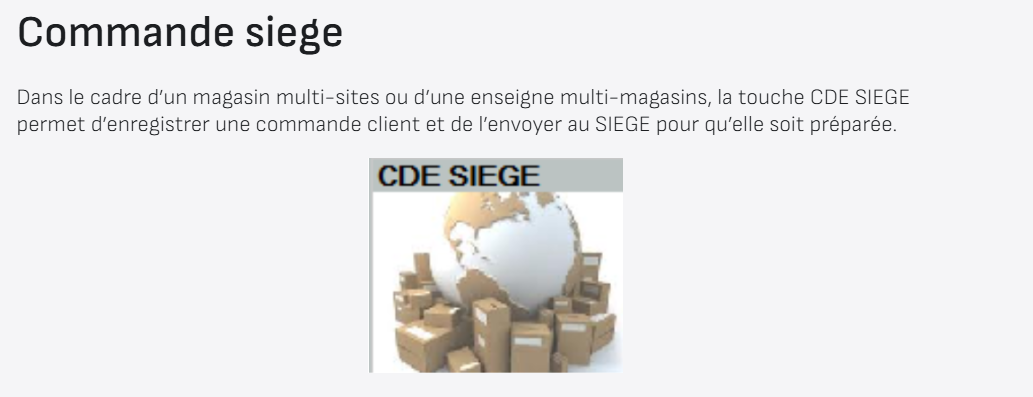 Commande siege
Dans le cadre d’un magasin multi-sites ou d’une enseigne multi-magasins, la touche CDE SIEGE
permet d’enregistrer une commande client et de l’envoyer au SIEGE pour qu’elle soit préparée.
CDE SIEGE